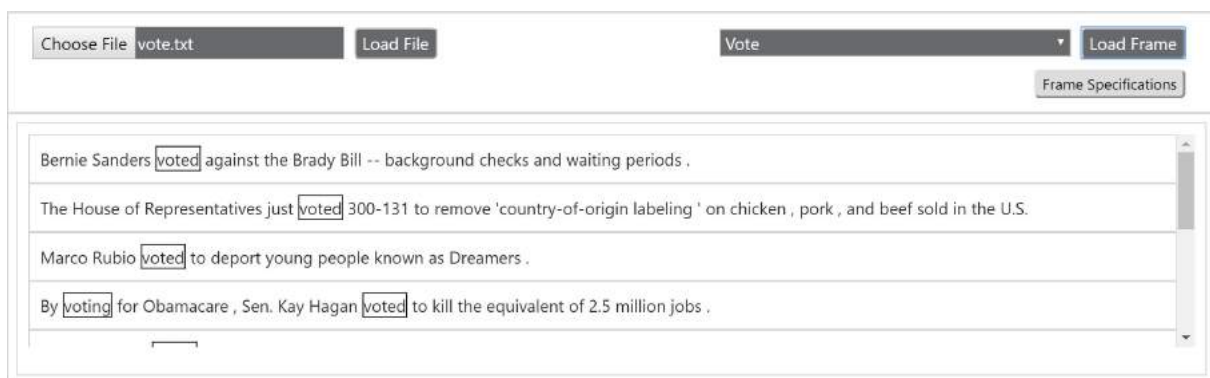 Choose File vote.txt Load File Vote Load Frame
Frame Specifications
Bernie Sanders voted against the Brady Bill -- background checks and waiting periods .
The House of Representatives just voted 300-131 to remove 'country-of-origin labeling ' on chicken , pork , and beef sold in the U.S.
Marco Rubio voted to deport young people known as Dreamers .
By voting for Obamacare , Sen. Kay Hagan voted to kill the equivalent of 2.5 million jobs .